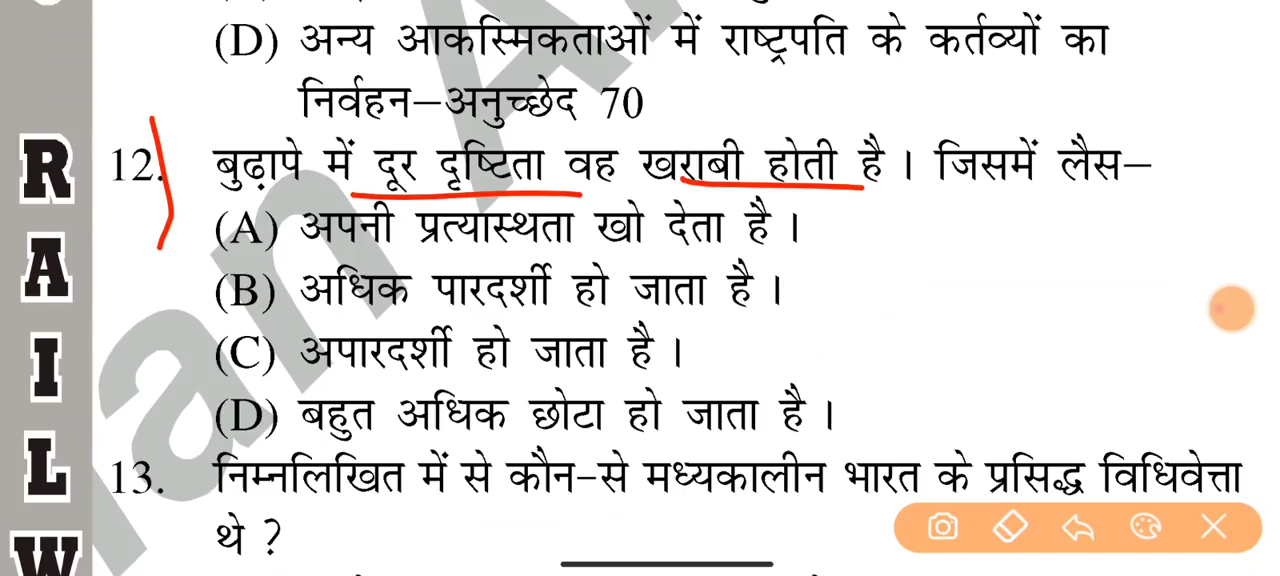 (D) अन्य आकस्मिकताओं में राष्ट्रपति के कर्तव्यों का
निर्वहन–अनुच्छेद 70
12. बुढ़ापे में दूर दृष्टिता वह खराबी होती है। जिसमें लैस–
(A) अपनी प्रत्यास्थता खो देता है।
(B) अधिक पारदर्शी हो जाता है।
(C) अपारदर्शी हो जाता है।
(D) बहुत अधिक छोटा हो जाता है।
13. निम्नलिखित में से कौन-से मध्यकालीन भारत के प्रसिद्ध विधिवेत्ता
थे ?
R
A
I
L
W